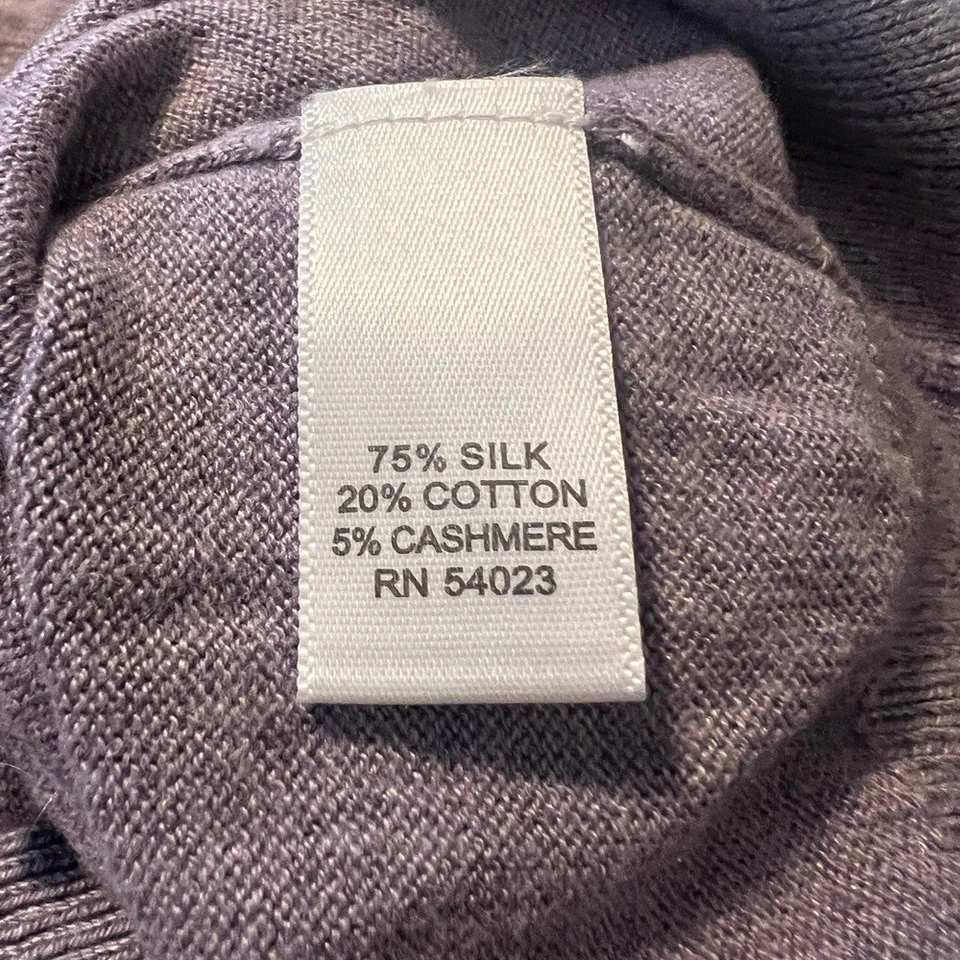 75% SILK
20% COTTON
5% CASHMERE
RN 54023